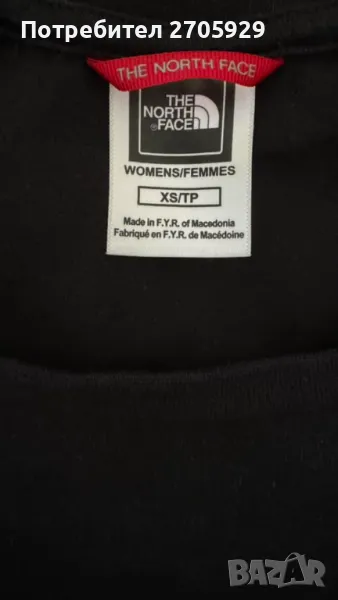 Потребител 2705929
THE NORTH FACE
THE
NORTH
FACE
WOMENS/FEMMES
XS/TP
Made in F.Y.R. of Macedonia
Fabriqué en F.Y.R. de Macédoine
BAZAR